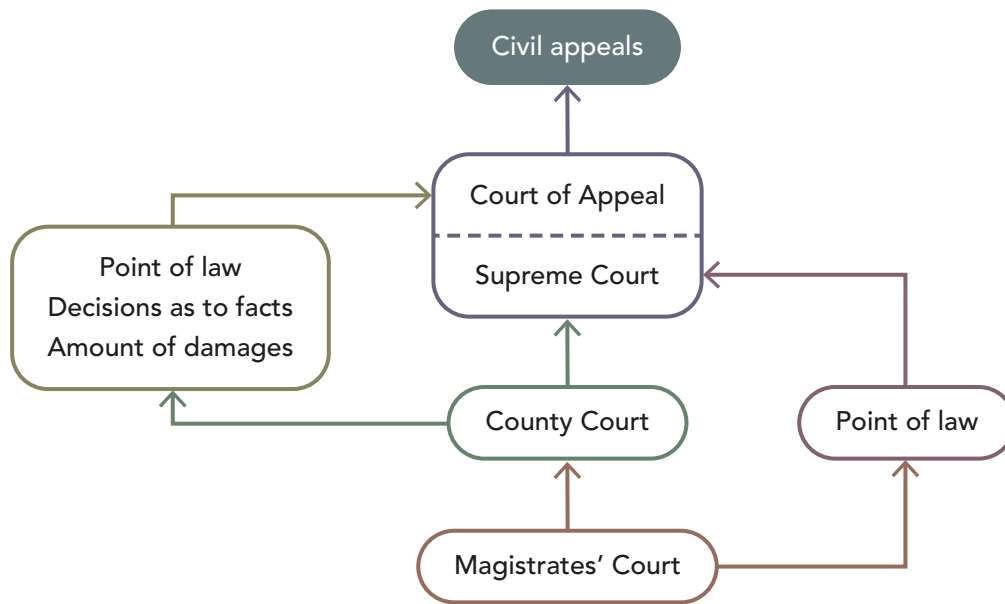 Civil appeals
Court of Appeal
Supreme Court
Point of law
Decisions as to facts
Amount of damages
County Court
Point of law
Magistrates’ Court